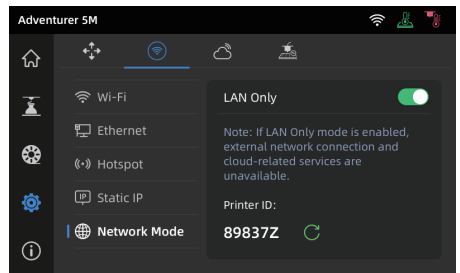 Adventurer 5M
Wi-Fi
Ethernet
Hotspot
IP
Static IP
Network Mode
LAN Only
Note: If LAN Only mode is enabled,
external network connection and
cloud-related services are
unavailable.
Printer ID:
89837Z